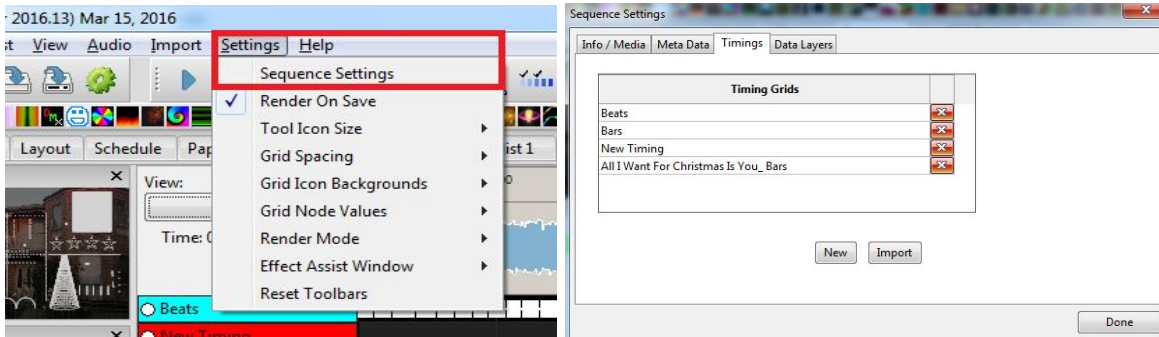 2016.13) Mar 15, 2016
View Audio Import Settings Help
Sequence Settings
Render On Save
Tool Icon Size
Grid Spacing
Grid Icon Backgrounds
Grid Node Values
Render Mode
Effect Assist Window
Reset Toolbars
Layout Schedule Pap ist 1
View:
Time: 0
Beats
New Timing
Sequence Settings
Info / Media Meta Data Timings Data Layers
Timing Grids
Beats
Bars
New Timing
All I Want For Christmas Is You_ Bars
New Import
Done